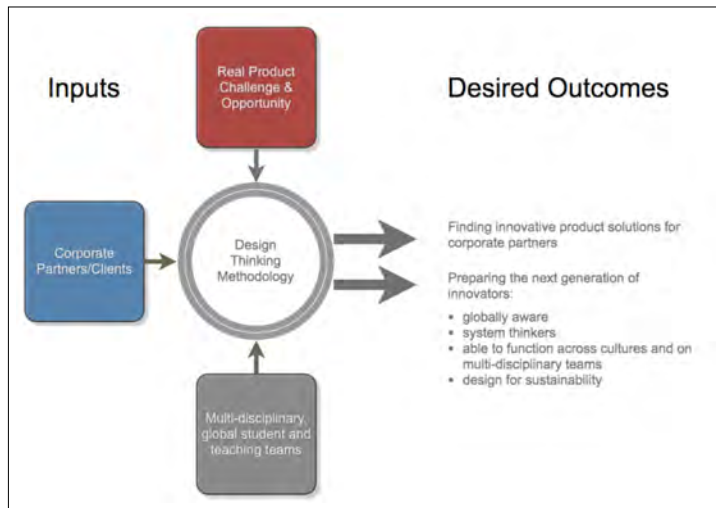 Inputs
Real Product
Challenge &
Opportunity
Desired Outcomes
Corporate
Partners/Clients
Design
Thinking
Methodology
Finding innovative product solutions for
corporate partners
Preparing the next generation of
innovators:
▪ globally aware
▪ system thinkers
▪ able to function across cultures and on
multi-disciplinary teams
▪ design for sustainability
Multi-disciplinary,
global student and
teaching teams